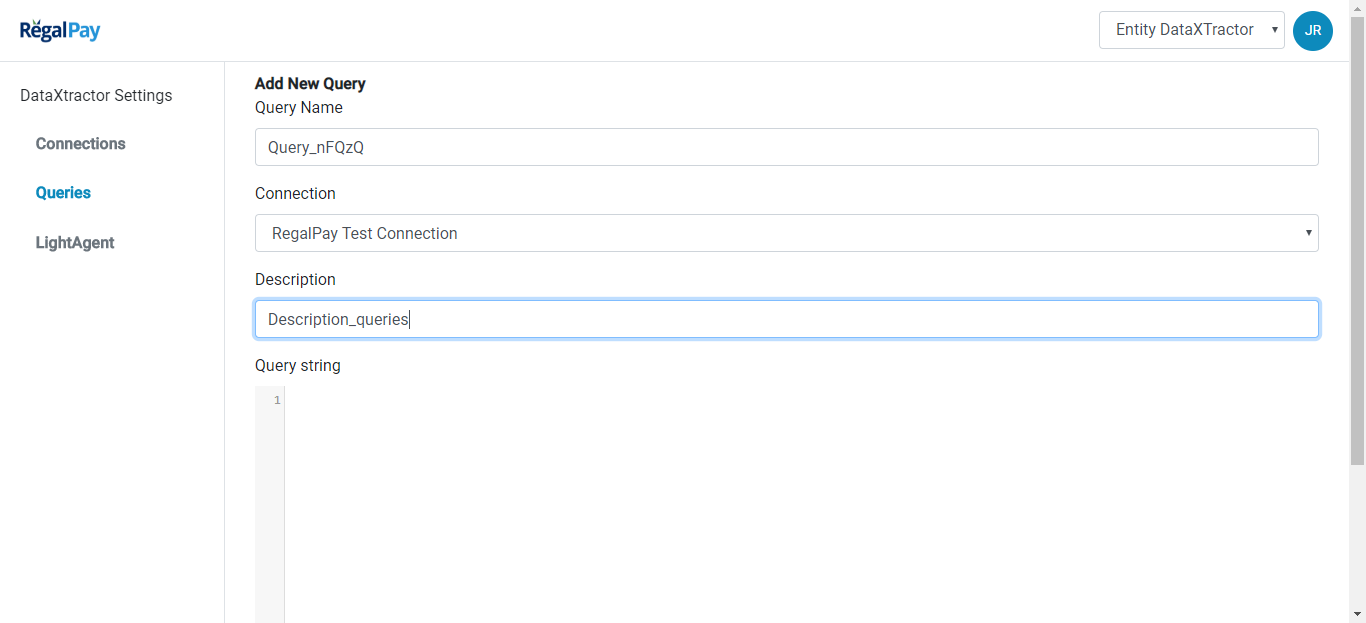 RegalPay
Entity DataXTractor
JR
DataXtractor Settings
Connections
Queries
LightAgent
Add New Query
Query Name
Query_nFQzQ
Connection
RegalPay Test Connection
Description
Description_queries
Query string
1